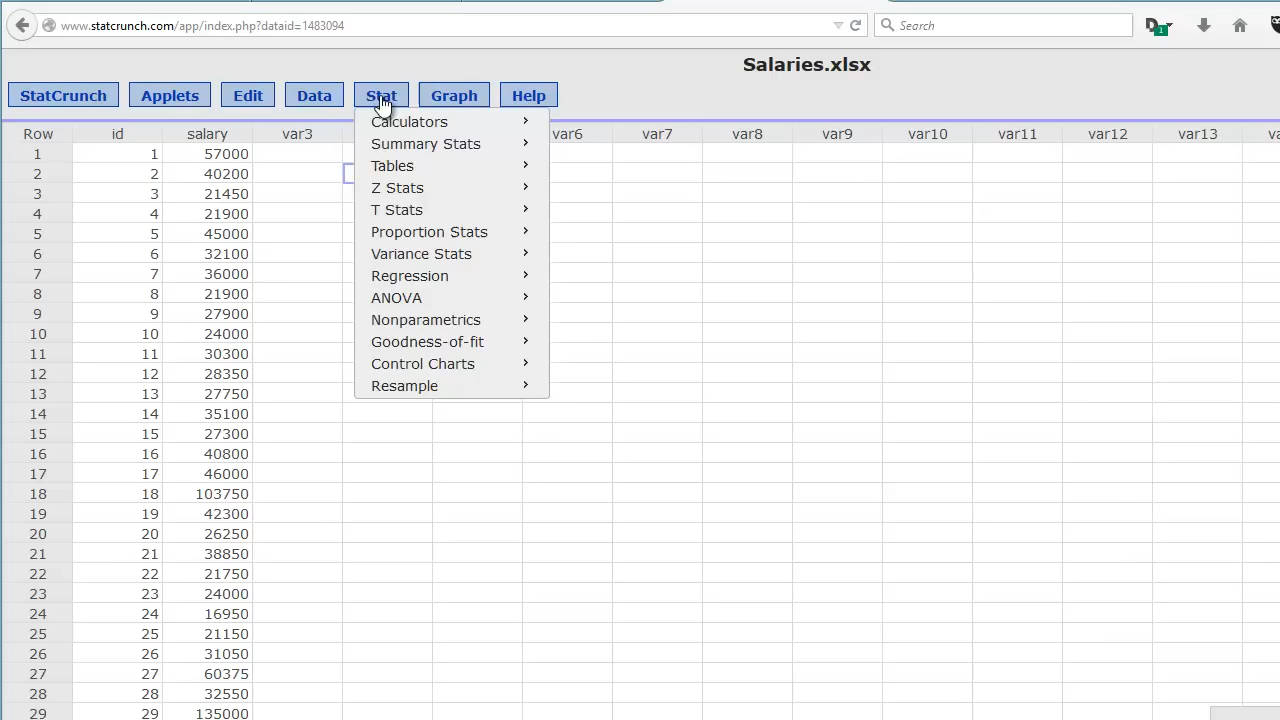 www.statcrunch.com/app/index.php?dataid=1483094 Search 1
Salaries.xlsx
StatCrunch Applets Edit Data Stat Graph Help
Row id salary var3 var6 var7 var8 var9 var10 var11 var12 var13 va
1 1 57000
2 2 40200
3 3 21450
4 4 21900
5 5 45000
6 6 32100
7 7 36000
8 8 21900
9 9 27900
10 10 24000
11 11 30300
12 12 28350
13 13 27750
14 14 35100
15 15 27300
16 16 40800
17 17 46000
18 18 103750
19 19 42300
20 20 26250
21 21 38850
22 22 21750
23 23 24000
24 24 16950
25 25 21150
26 26 31050
27 27 60375
28 28 32550
29 29 135000
Calculators
Summary Stats
Tables
Z Stats
T Stats
Proportion Stats
Variance Stats
Regression
ANOVA
Nonparametrics
Goodness-of-fit
Control Charts
Resample